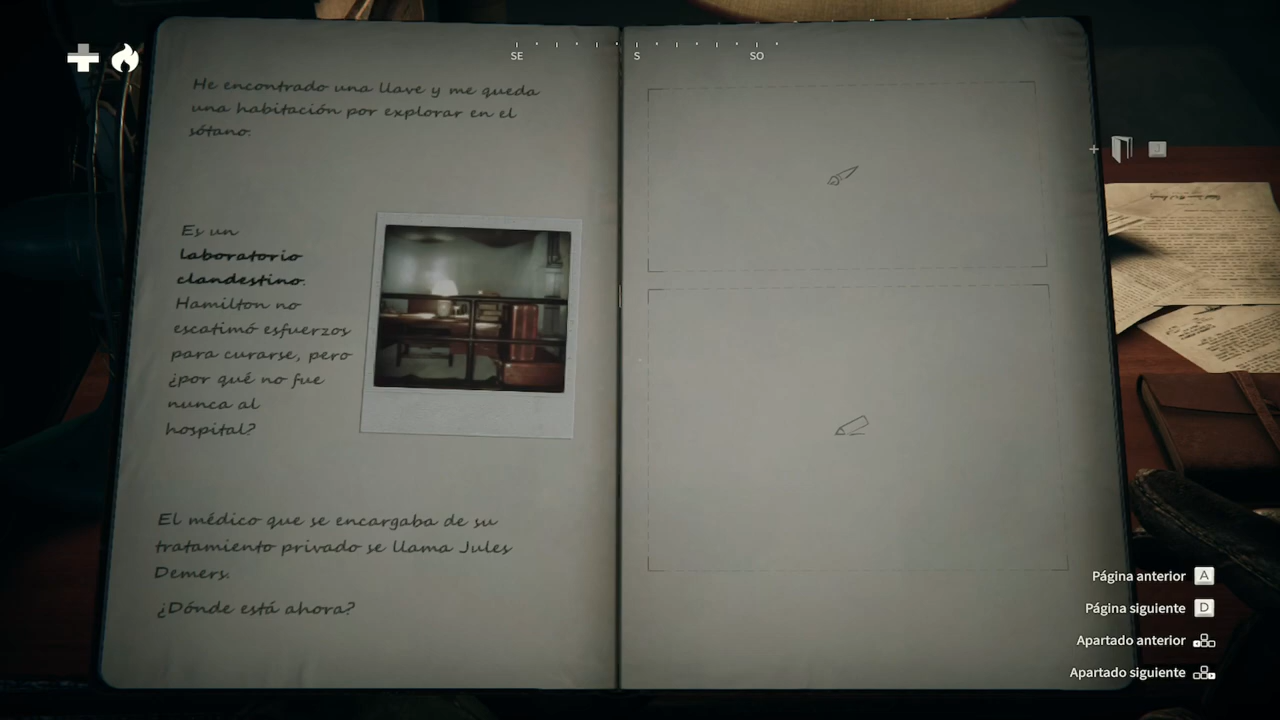 SE
S
SO
He encontrado una llave y me queda
una habitación por explorar en el
sótano.
Es un
laboratorio
clandestino.
Hamilton no
escatimó esfuerzos
para curarse, pero
¿por qué no fue
nunca al
hospital?
El médico que se encargaba de su
tratamiento privado se llama Jules
Demers.
¿Dónde está ahora?
Página anterior A
Página siguiente D
Apartado anterior
Apartado siguiente